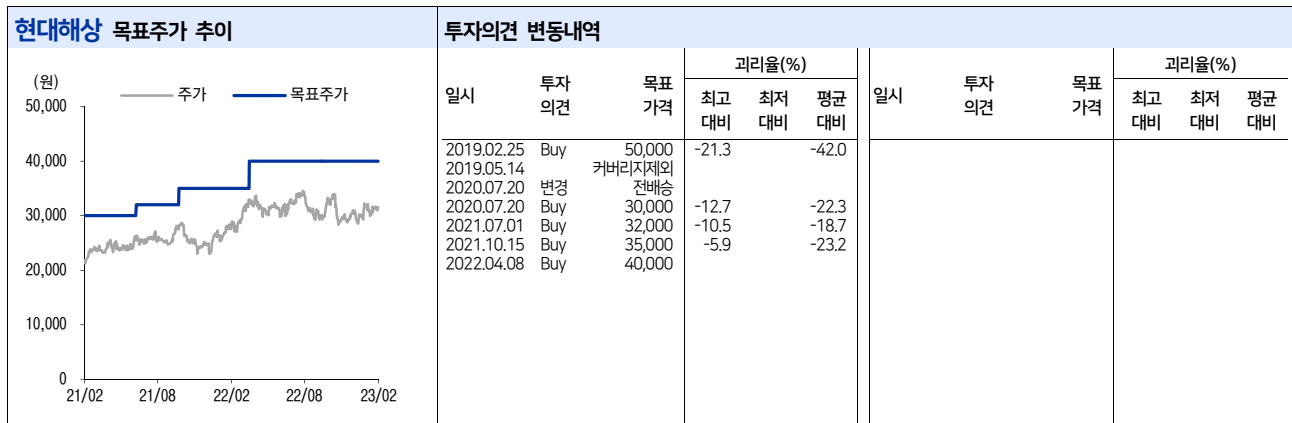 현대해상 목표주가 추이
(원)
주가 목표주가
50,000
40,000
30,000
20,000
10,000
0
21/02 21/08 22/02 22/08 23/02
투자의견 변동내역
일시 투자의견 목표가격 괴리율(%)
최고대비 최저대비 평균대비
2019.02.25 Buy 50,000 -21.3 -42.0
2019.05.14 커버리지제외
2020.07.20 변경 전배승
2020.07.20 Buy 30,000 -12.7 -22.3
2021.07.01 Buy 32,000 -10.5 -18.7
2021.10.15 Buy 35,000 -5.9 -23.2
2022.04.08 Buy 40,000
일시 투자의견 목표가격 괴리율(%)
최고대비 최저대비 평균대비